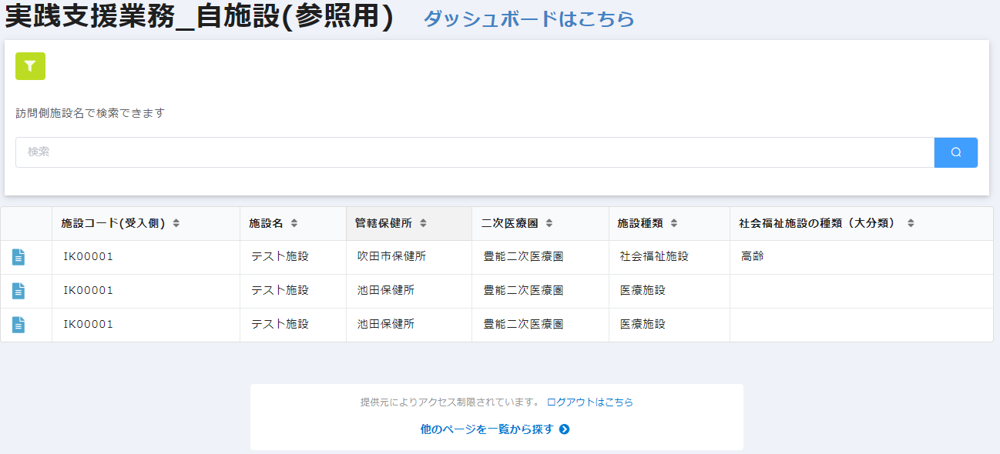 実践支援業務_自施設(参照用) ダッシュボードはこちら
訪問側施設名で検索できます
検索
施設コード(受入側) 施設名 管轄保健所 二次医療圏 施設種類 社会福祉施設の種類（大分類）
IK00001 テスト施設 吹田市保健所 豊能二次医療圏 社会福祉施設 高齢
IK00001 テスト施設 池田保健所 豊能二次医療圏 医療施設
IK00001 テスト施設 池田保健所 豊能二次医療圏 医療施設
提供元によりアクセス制限されています。 ログアウトはこちら
他のページを一覧から探す